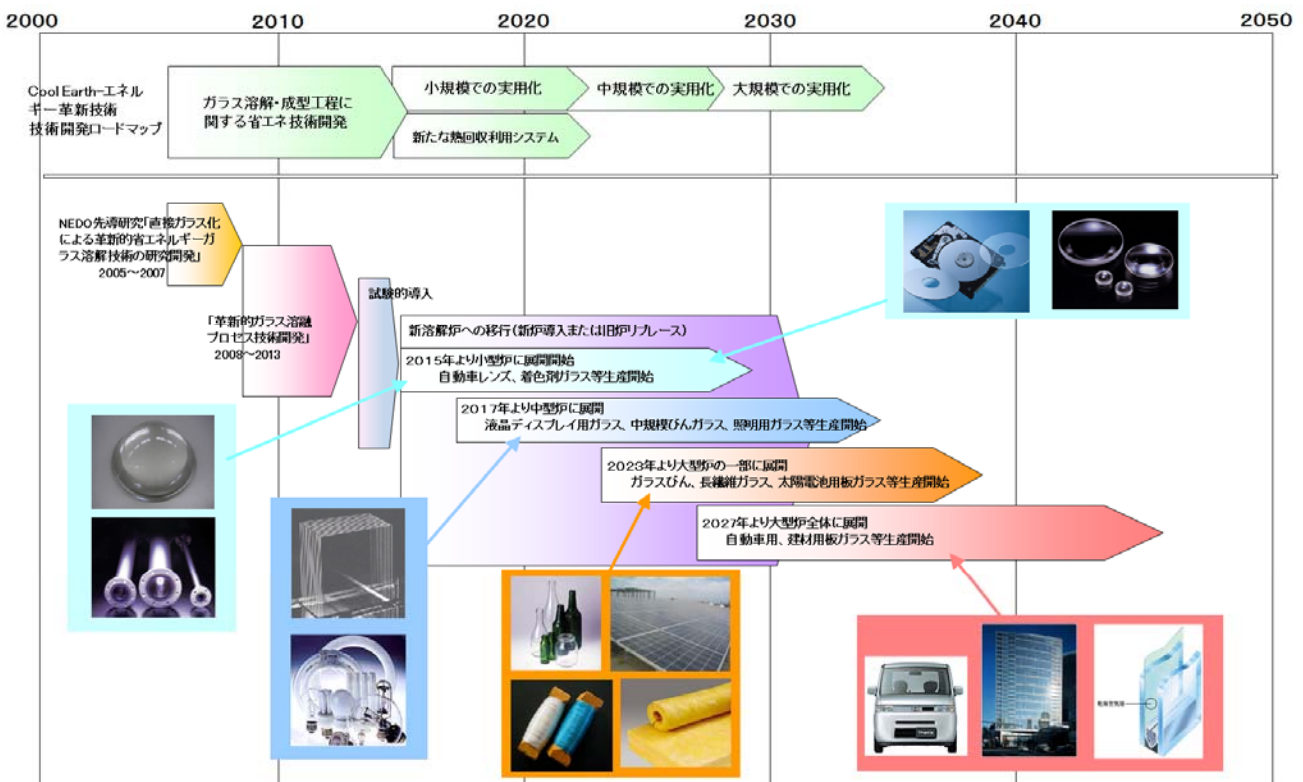 2000 2010 2020 2030 2040 2050
Cool Earth-エネル
ギー革新技術
技術開発ロードマップ
ガラス溶解・成型工程に
関する省エネ技術開発
小規模での実用化
中規模での実用化
大規模での実用化
新たな熱回収利用システム
NEDO先導研究「直接ガラス化
による革新的省エネルギーガ
ラス溶解技術の研究開発」
2005～2007
「革新的ガラス溶融
プロセス技術開発」
2008～2013
試験的導入
新溶解炉への移行(新炉導入または旧炉リプレース)
2015年より小型炉に展開開始
自動車レンズ、着色剤ガラス等生産開始
2017年より中型炉に展開
液晶ディスプレイ用ガラス、中規模びんガラス、照明用ガラス等生産開始
2023年より大型炉の一部に展開
ガラスびん、長繊維ガラス、太陽電池用板ガラス等生産開始
2027年より大型炉全体に展開
自動車用、建材用板ガラス等生産開始
乾燥空気層